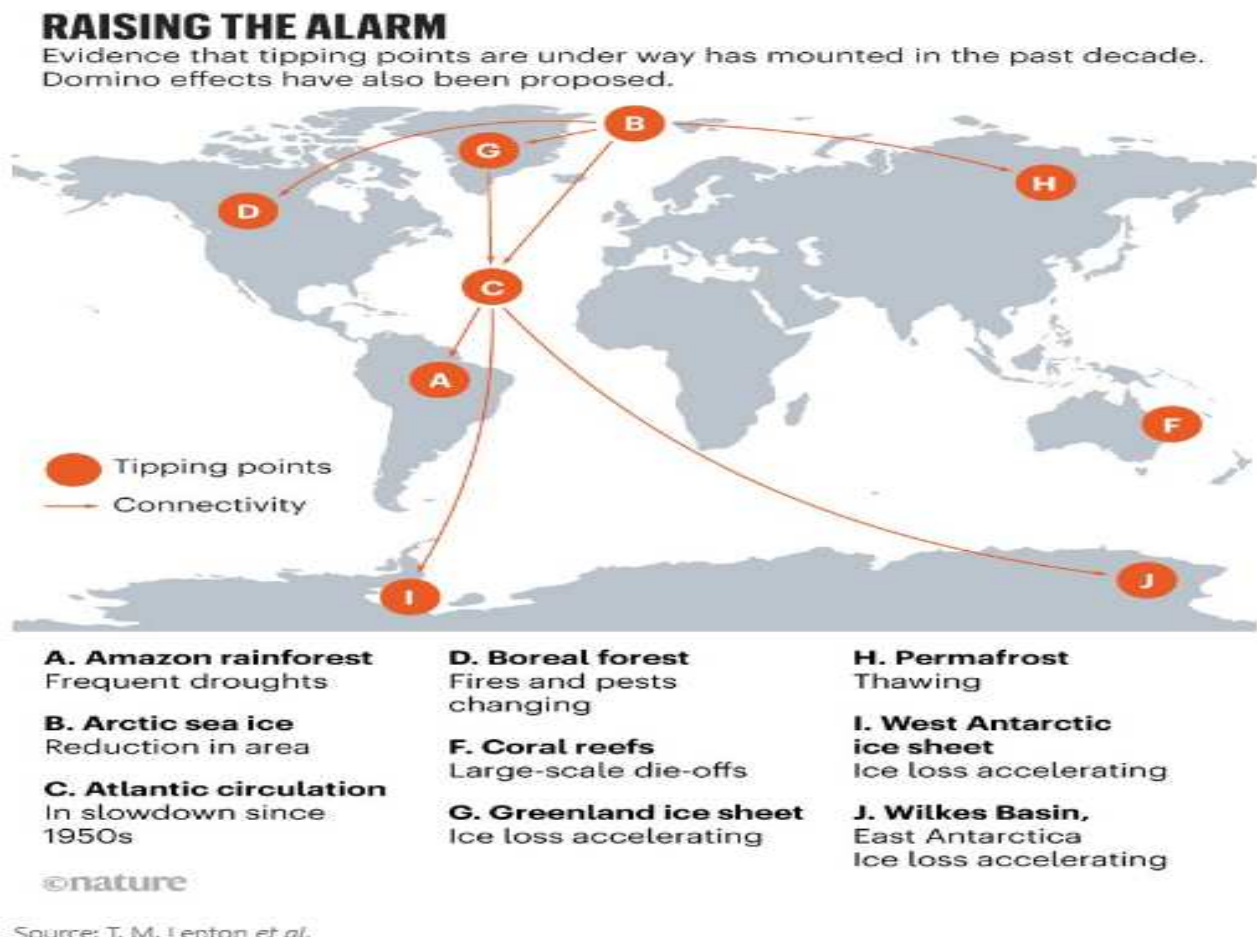 RAISING THE ALARM
Evidence that tipping points are under way has mounted in the past decade.
Domino effects have also been proposed.
B
G
D
H
C
A
F
Tipping points
Connectivity
I
J
A. Amazon rainforest
Frequent droughts
B. Arctic sea ice
Reduction in area
C. Atlantic circulation
In slowdown since
1950s
D. Boreal forest
Fires and pests
changing
F. Coral reefs
Large-scale die-offs
G. Greenland ice sheet
Ice loss accelerating
H. Permafrost
Thawing
I. West Antarctic
ice sheet
Ice loss accelerating
J. Wilkes Basin,
East Antarctica
Ice loss accelerating
©nature
Source: T. M. Lenton et al.